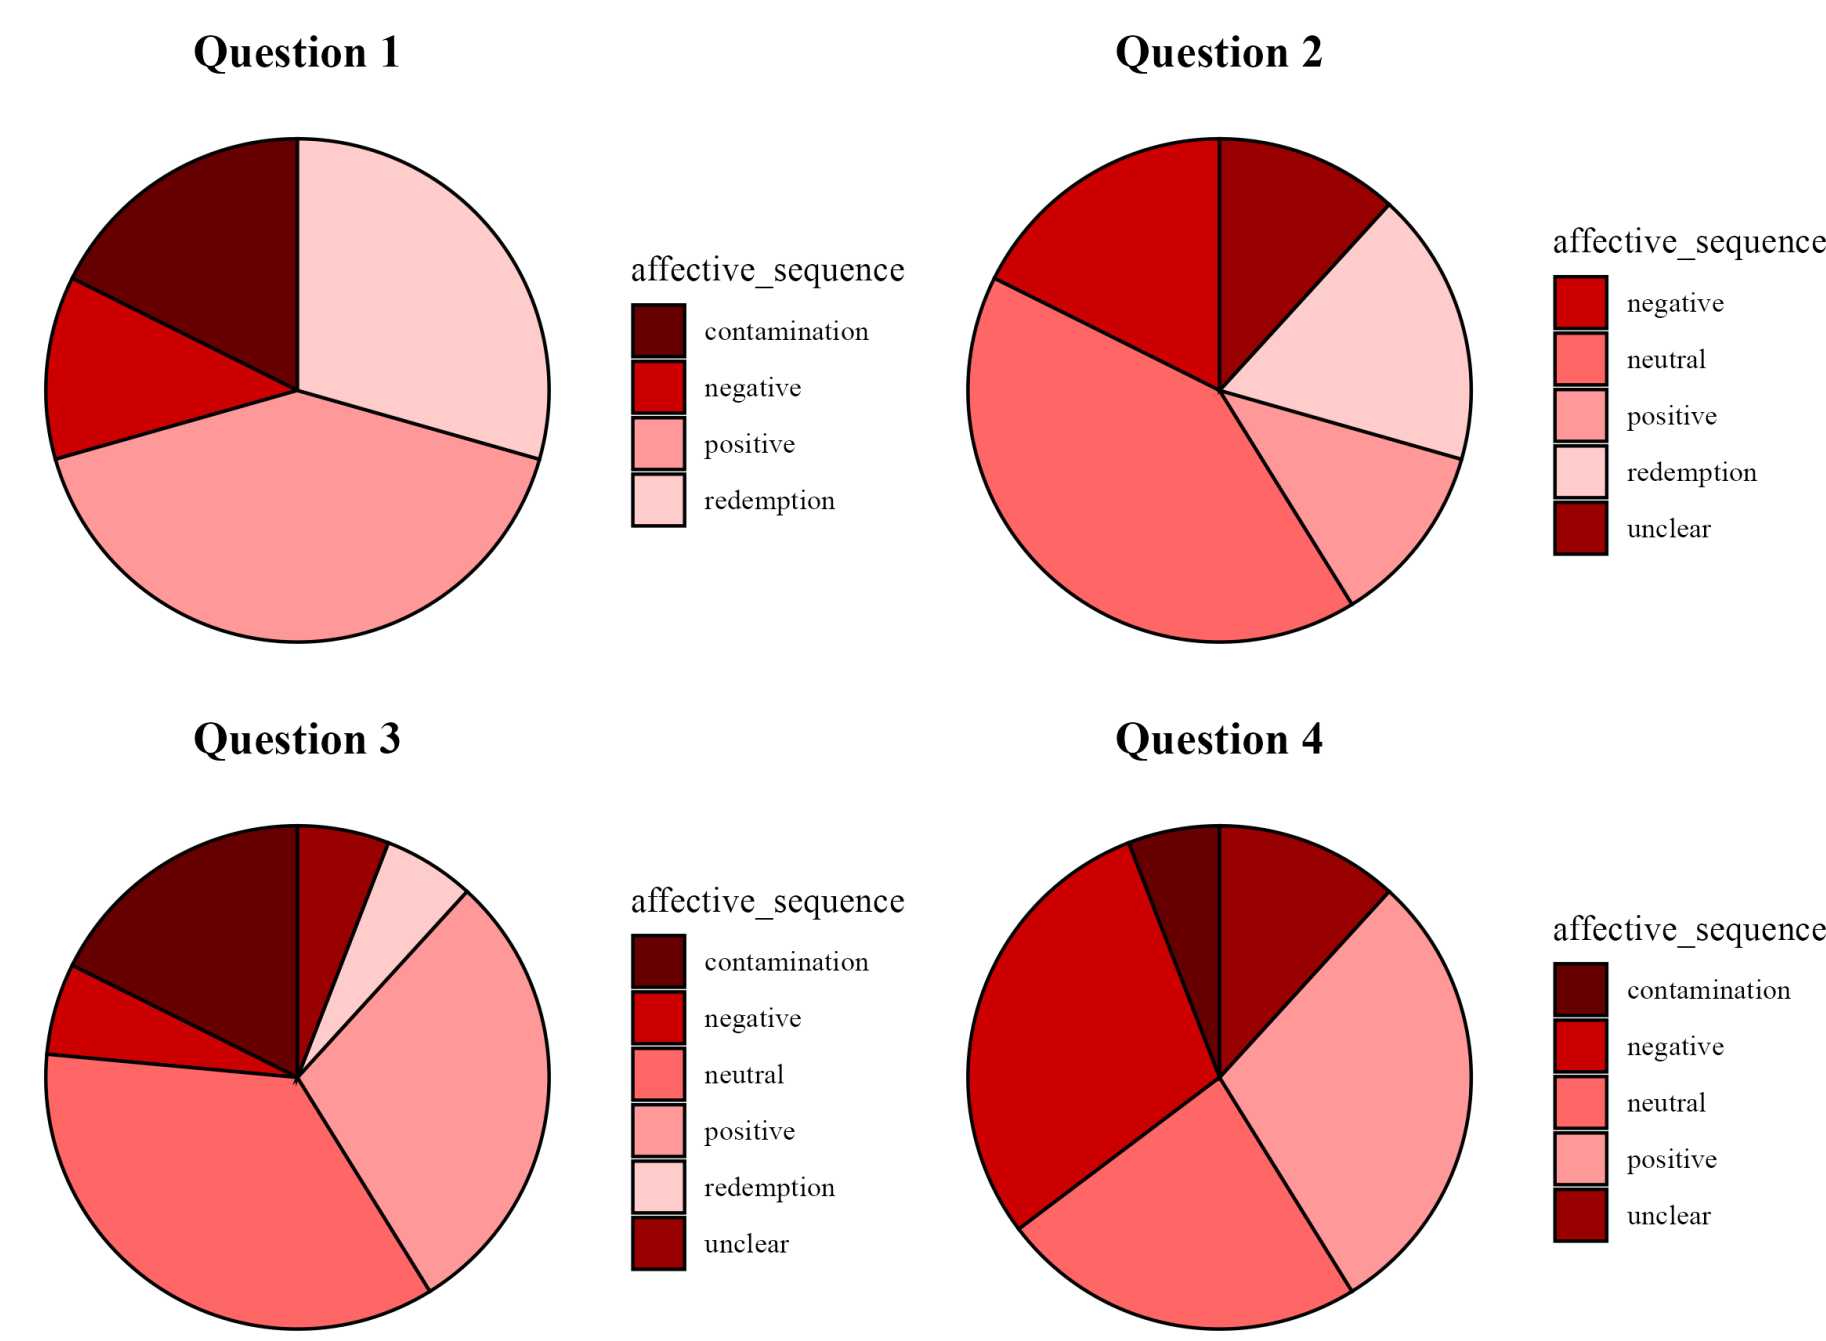 Question 1
affective_sequence
contamination
negative
positive
redemption
Question 2
affective_sequence
negative
neutral
positive
redemption
unclear
Question 3
affective_sequence
contamination
negative
neutral
positive
redemption
unclear
Question 4
affective_sequence
contamination
negative
neutral
positive
unclear